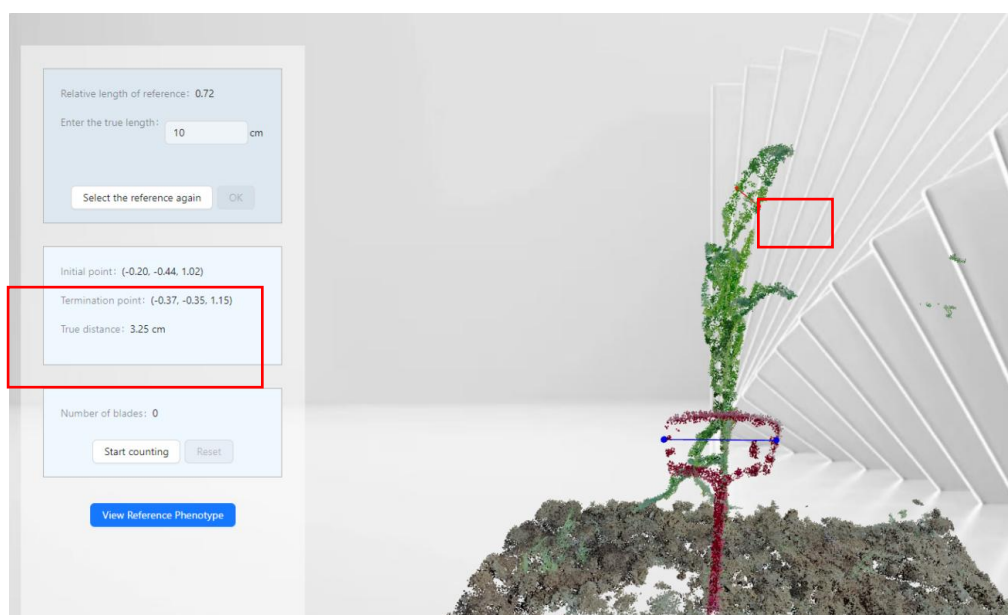 Relative length of reference: 0.72
Enter the true length: 10 cm
Select the reference again OK
Initial point: (-0.20, -0.44, 1.02)
Termination point: (-0.37, -0.35, 1.15)
True distance: 3.25 cm
Number of blades: 0
Start counting Reset
View Reference Phenotype